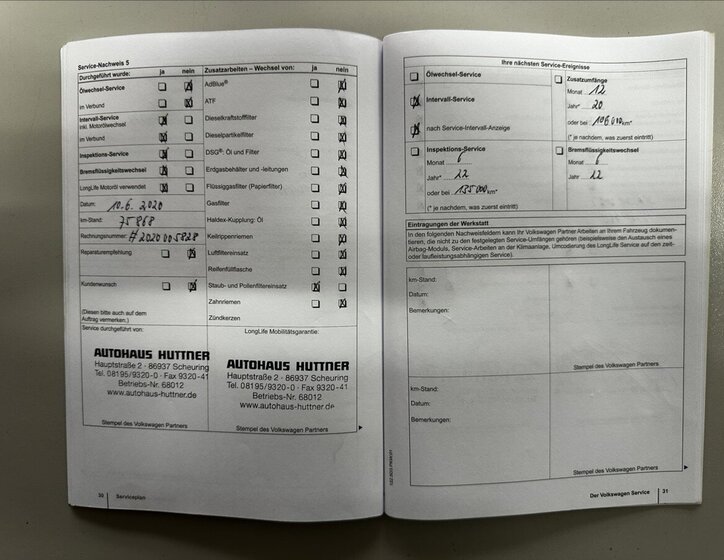 Service-Nachweis 5
Durchgeführt wurde: ja nein
Ölwechsel-Service
im Verbund
Intervall-Service
inkl. Motorölwechsel
im Verbund
Inspektions-Service
Bremsflüssigkeitswechsel
LongLife Motoröl verwendet
Datum: 10.6. 2020
km-Stand: 75868
Rechnungsnummer: #2020005828
Reparaturempfehlung
Kundenwunsch
(Diesen bitte auch auf dem
Auftrag vermerken:)
Zusatzarbeiten – Wechsel von: ja nein
AdBlue®
ATF
Dieselkraftstofffilter
Dieselpartikelfilter
DSG®: Öl und Filter
Erdgasbehälter und -leitungen
Flüssiggasfilter (Papierfilter)
Gasfilter
Haldex-Kupplung: Öl
Keilrippenriemen
Luftfiltereinsatz
Reifenfüllflasche
Staub- und Pollenfiltereinsatz
Zahnriemen
Zündkerzen
Service durchgeführt von:
AUTOHAUS HUTTNER
Hauptstraße 2 · 86937 Scheuring
Tel. 08195/9320-0 · Fax 9320-41
Betriebs-Nr. 68012
www.autohaus-huttner.de
Stempel des Volkswagen Partners
LongLife Mobilitätsgarantie:
AUTOHAUS HUTTNER
Hauptstraße 2 · 86937 Scheuring
Tel. 08195/9320-0 · Fax 9320-41
Betriebs-Nr. 68012
www.autohaus-huttner.de
Stempel des Volkswagen Partners
30 Serviceplan
Ihre nächsten Service-Ereignisse
Ölwechsel-Service
Intervall-Service
nach Service-Intervall-Anzeige
Zusatzumfänge
Monat 12
Jahr* 20
oder bei 106000 km*
(* je nachdem, was zuerst eintritt)
Inspektions-Service
Monat 6
Jahr* 22
oder bei* 135000 km*
(* je nachdem, was zuerst eintritt)
Bremsflüssigkeitswechsel
Monat 6
Jahr 22
Eintragungen der Werkstatt
In den folgenden Nachweisfeldern kann Ihr Volkswagen Partner Arbeiten an Ihrem Fahrzeug dokumen-
tieren, die nicht zu den festgelegten Service-Umfängen gehören (beispielsweise den Austausch eines
Airbag-Moduls, Service-Arbeiten an der Klimaanlage, Umcodierung des LongLife Service auf den zeit-
oder laufleistungsabhängigen Service).
km-Stand:
Datum:
Bemerkungen:
Stempel des Volkswagen Partners
km-Stand:
Datum:
Bemerkungen:
Stempel des Volkswagen Partners
Der Volkswagen Service 31